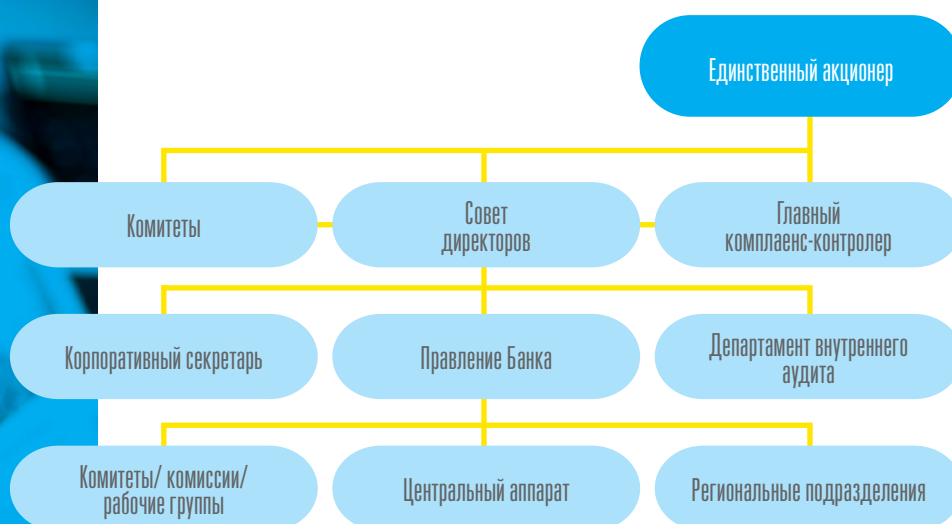 Единственный акционер
Комитеты
Совет
директоров
Главный
комплаенс-контролер
Корпоративный секретарь
Правление Банка
Департамент внутреннего
аудита
Комитеты/ комиссии/
рабочие группы
Центральный аппарат
Региональные подразделения